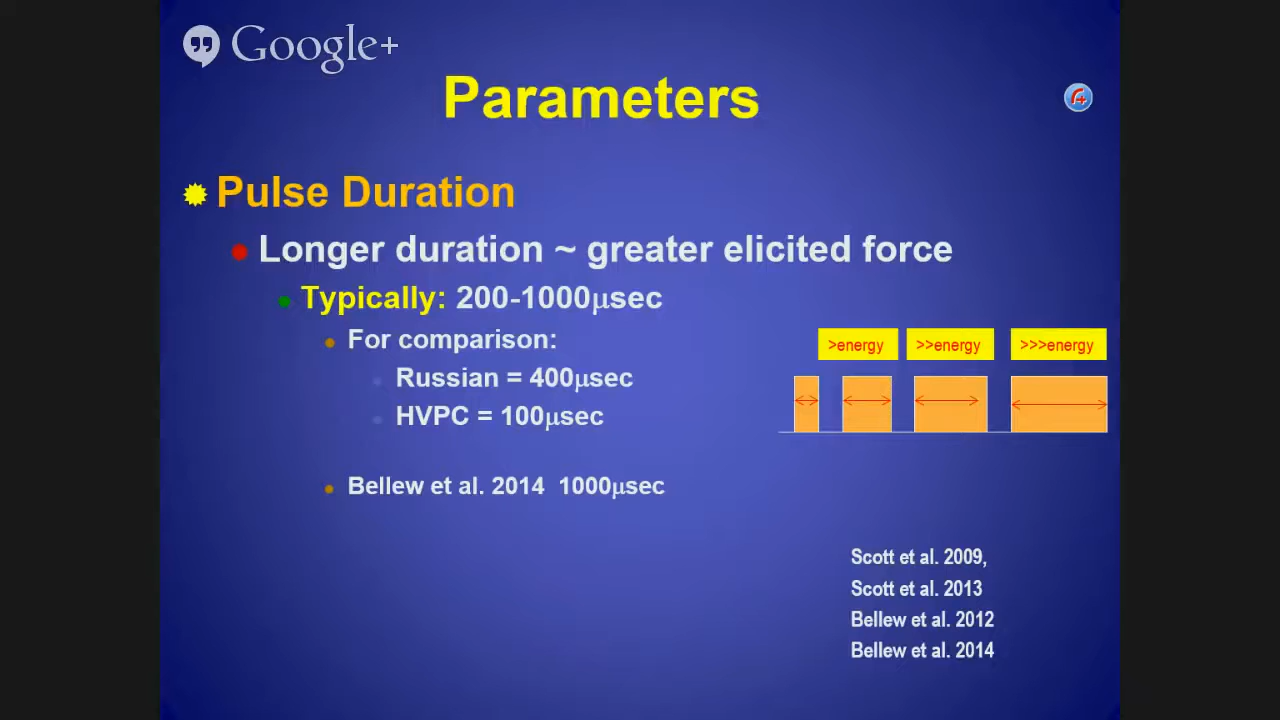 Google+
Parameters
Pulse Duration
Longer duration ~ greater elicited force
Typically: 200-1000μsec
For comparison:
Russian = 400μsec
HVPC = 100μsec
Bellew et al. 2014 1000μsec
>energy >>energy >>>energy
Scott et al. 2009,
Scott et al. 2013
Bellew et al. 2012
Bellew et al. 2014